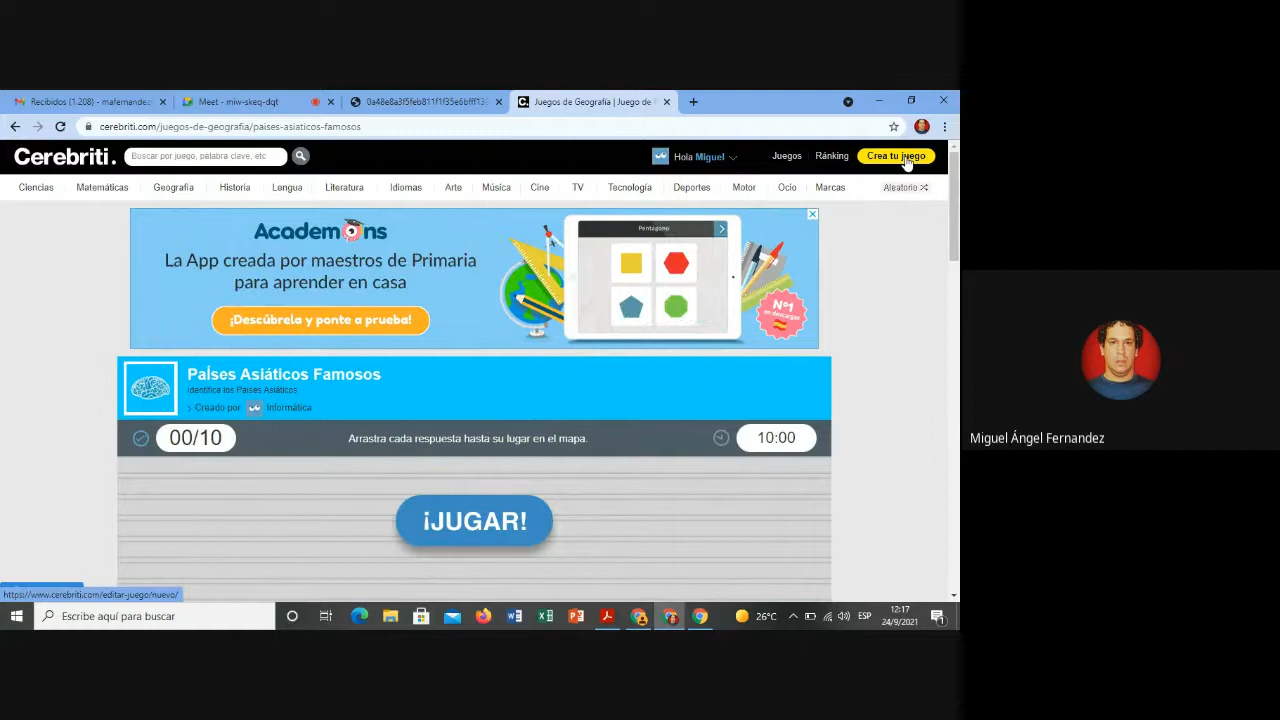 Recibidos (1.208) - mafernandez
Meet - miw-skeq-dqt
0a48e8a3f5feb811f1f35e6bfff13
Juegos de Geografía | Juego de
cerebriti.com/juegos-de-geografia/paises-asiaticos-famosos
Cerebriti.
Buscar por juego, palabra clave, etc
Hola Miguel
Juegos
Ránking
Crea tu juego
Ciencias
Matemáticas
Geografía
Historia
Lengua
Literatura
Idiomas
Arte
Música
Cine
TV
Tecnología
Deportes
Motor
Ocio
Marcas
Aleatorio
Academons
La App creada por maestros de Primaria
para aprender en casa
¡Descúbrela y ponte a prueba!
Pentágono
Nº1
en descargas
Países Asiáticos Famosos
Identifica los Países Asiáticos
Creado por
Informática
00/10
Arrastra cada respuesta hasta su lugar en el mapa.
10:00
¡JUGAR!
https://www.cerebriti.com/editar-juego/nuevo/
Escribe aquí para buscar
26°C
ESP
12:17
24/9/2021
1
Miguel Ángel Fernandez